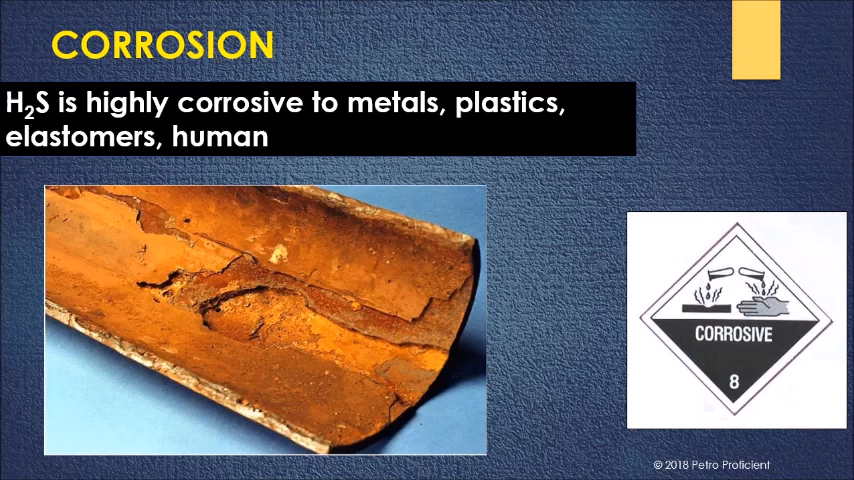 CORROSION
H₂S is highly corrosive to metals, plastics,
elastomers, human
CORROSIVE
8
© 2018 Petro Proficient